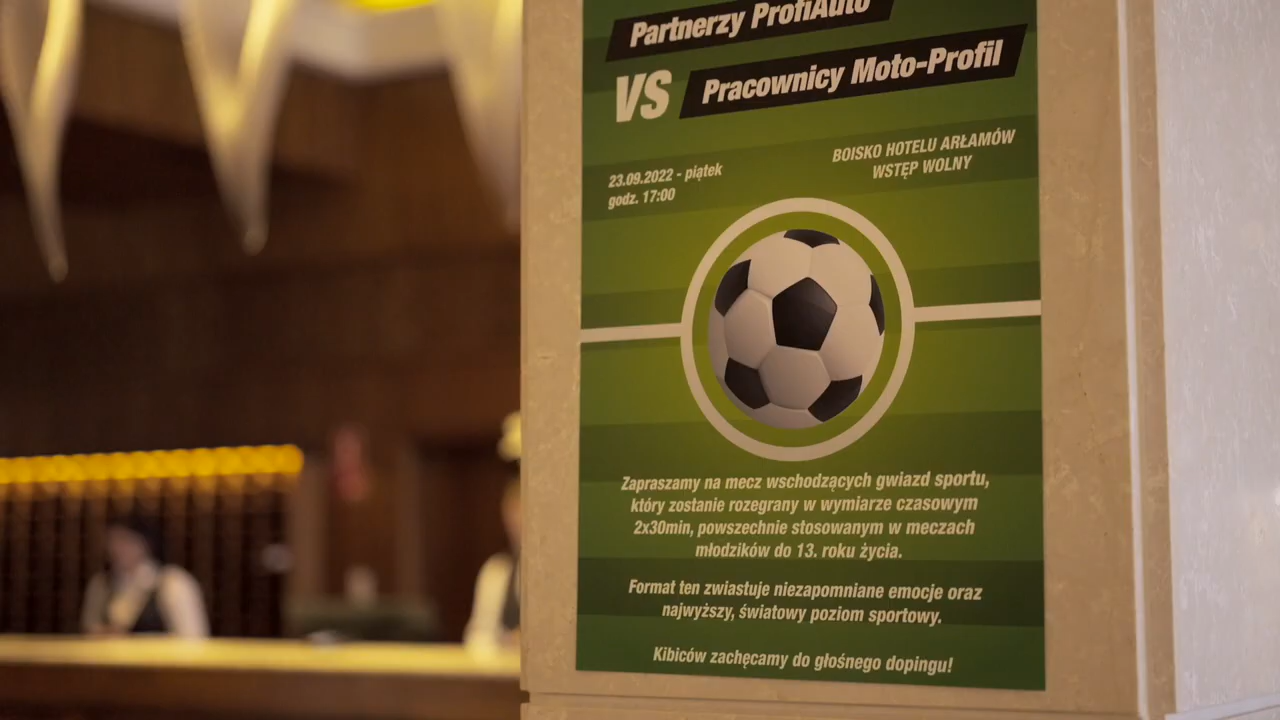 Partnerzy ProfiAuto
VS Pracownicy Moto-Profil
23.09.2022 - piątek
godz. 17:00
BOISKO HOTELU ARŁAMÓW
WSTĘP WOLNY
Zapraszamy na mecz wschodzących gwiazd sportu,
który zostanie rozegrany w wymiarze czasowym
2x30min, powszechnie stosowanym w meczach
młodzików do 13. roku życia.
Format ten zwiastuje niezapomniane emocje oraz
najwyższy, światowy poziom sportowy.
Kibiców zachęcamy do głośnego dopingu!